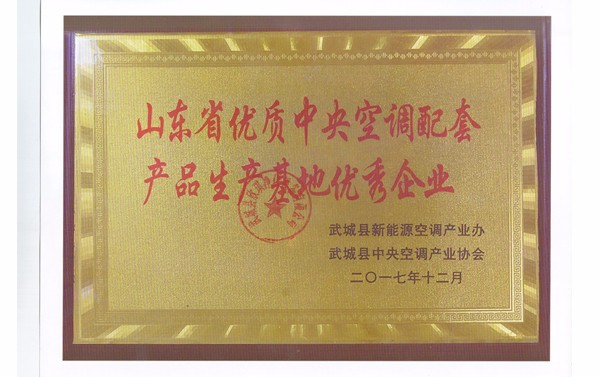 山东省优质中央空调配套
产品生产基地优秀企业
武城县新能源空调产业办
武城县中央空调产业协会
二〇一七年十二月